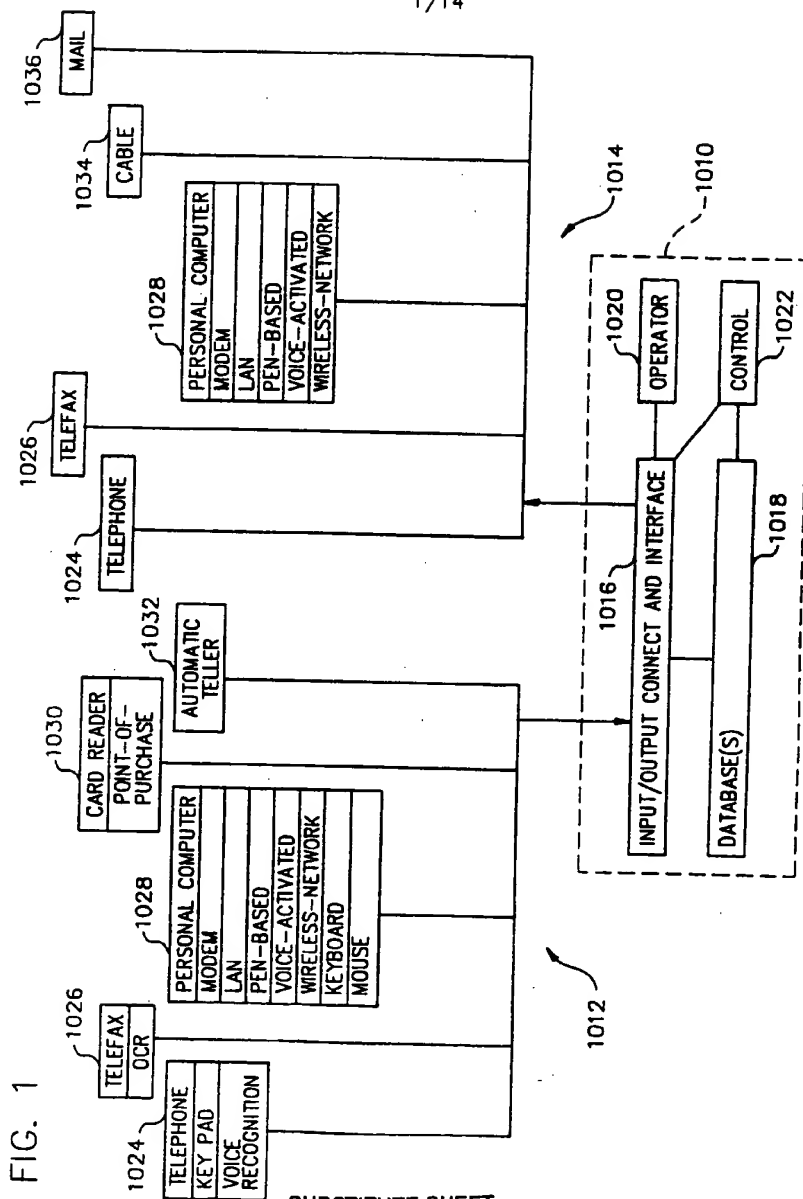 1/14
FIG. 1
1024
TELEPHONE
KEY PAD
VOICE
RECOGNITION
1026
TELEFAX
OCR
1028
PERSONAL COMPUTER
MODEM
LAN
PEN-BASED
VOICE-ACTIVATED
WIRELESS-NETWORK
KEYBOARD
MOUSE
1030
CARD READER
POINT-OF-
PURCHASE
1032
AUTOMATIC
TELLER
1012
1024
TELEPHONE
1026
TELEFAX
1028
PERSONAL COMPUTER
MODEM
LAN
PEN-BASED
VOICE-ACTIVATED
WIRELESS-NETWORK
1034
CABLE
1036
MAIL
1014
1010
1016
INPUT/OUTPUT CONNECT AND INTERFACE
1020
OPERATOR
1022
CONTROL
DATABASE(S)
1018
SUBSTITUTE SHEET